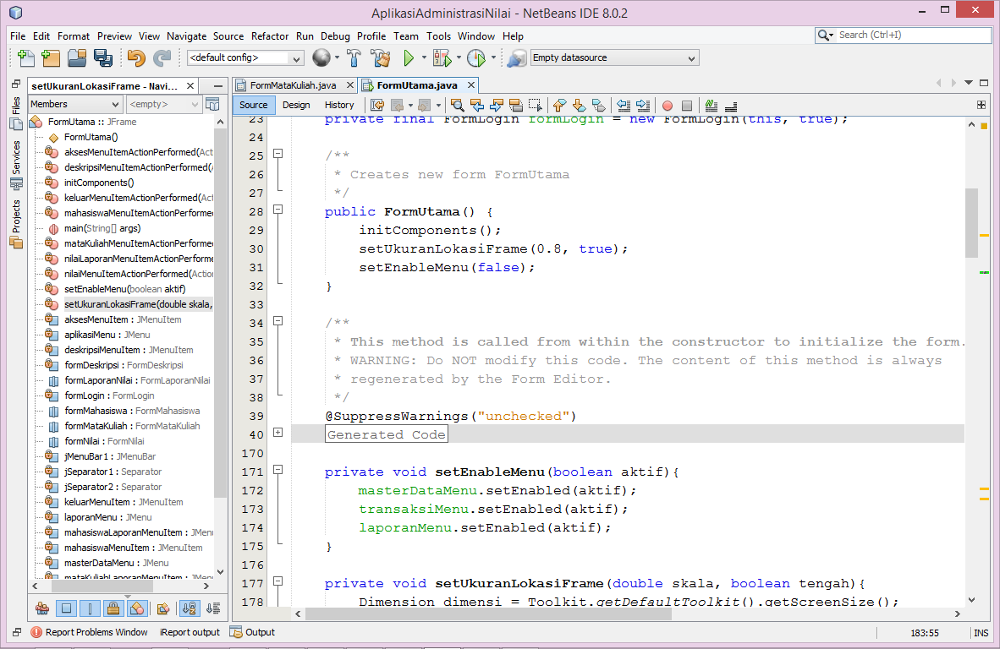 AplikasiAdministrasiNilai - NetBeans IDE 8.0.2
File Edit Format Preview View Navigate Source Refactor Run Debug Profile Team Tools Window Help
Search (Ctrl+I)
<default config>
Empty datasource
setUkuranLokasiFrame - Navi...
Members
<empty>
FormUtama :: JFrame
FormUtama()
aksesMenuItemActionPerformed(Act
deskripsiMenuItemActionPerformed(A
initComponents()
keluarMenuItemActionPerformed(Act
mahasiswaMenuItemActionPerforme
main(String[] args)
mataKuliahMenuItemActionPerforme
nilaiLaporanMenuItemActionPerforme
nilaiMenuItemActionPerformed(Actio
setEnableMenu(boolean aktif)
setUkuranLokasiFrame(double skala,
aksesMenuItem : JMenuItem
aplikasiMenu : JMenu
deskripsiMenuItem : JMenuItem
formDeskripsi : FormDeskripsi
formLaporanNilai : FormLaporanNilai
formLogin : FormLogin
formMahasiswa : FormMahasiswa
formMataKuliah : FormMataKuliah
formNilai : FormNilai
jMenuBar1 : JMenuBar
jSeparator1 : Separator
jSeparator2 : Separator
keluarMenuItem : JMenuItem
laporanMenu : JMenu
mahasiswaLaporanMenuItem : JMenu
mahasiswaMenuItem : JMenuItem
masterDataMenu : JMenu
mataKuliahLaporanMenuItem : JMen
Files
Services
Projects
FormMataKuliah.java
FormUtama.java
Source Design History
23 private final FormLogin formLogin = new FormLogin(this, true);
24
25 /**
26 * Creates new form FormUtama
27 */
28 public FormUtama() {
29 initComponents();
30 setUkuranLokasiFrame(0.8, true);
31 setEnableMenu(false);
32 }
33
34 /**
35 * This method is called from within the constructor to initialize the form.
36 * WARNING: Do NOT modify this code. The content of this method is always
37 * regenerated by the Form Editor.
38 */
39 @SuppressWarnings("unchecked")
40 Generated Code
170
171 private void setEnableMenu(boolean aktif){
172 masterDataMenu.setEnabled(aktif);
173 transaksiMenu.setEnabled(aktif);
174 laporanMenu.setEnabled(aktif);
175 }
176
177 private void setUkuranLokasiFrame(double skala, boolean tengah){
178 Dimension dimensi = Toolkit.getDefaultToolkit().getScreenSize();
Report Problems Window iReport output Output
183:55 INS